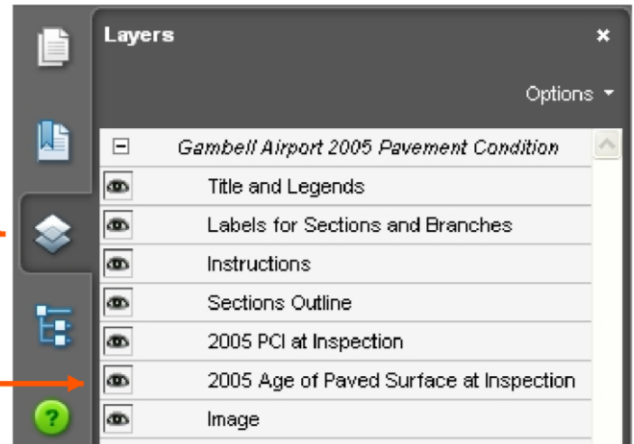 Layers
Options
Gambell Airport 2005 Pavement Condition
Title and Legends
Labels for Sections and Branches
Instructions
Sections Outline
2005 PCI at Inspection
2005 Age of Paved Surface at Inspection
Image